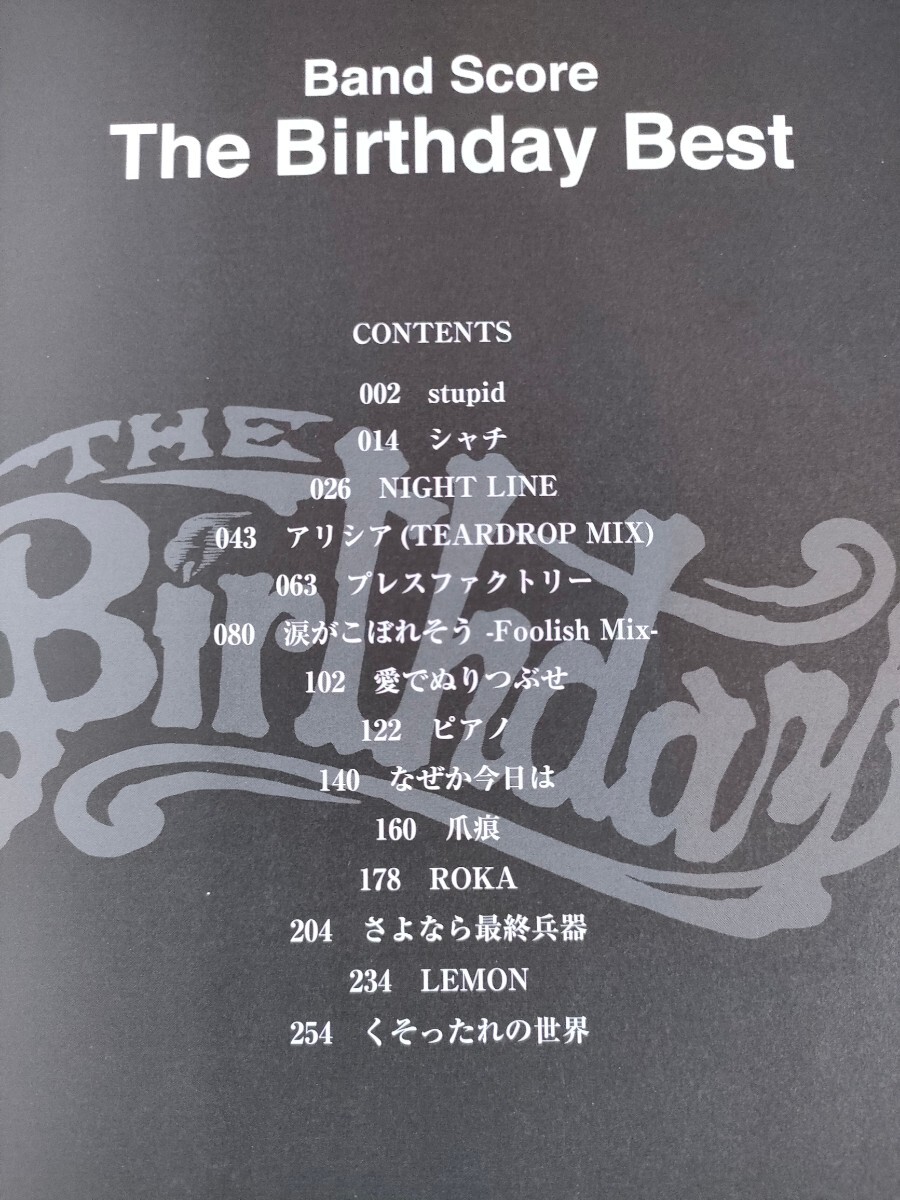 Band Score
The Birthday Best
CONTENTS
002 stupid
014 シャチ
026 NIGHT LINE
043 アリシア (TEARDROP MIX)
063 プレスファクトリー
080 涙がこぼれそう -Foolish Mix-
102 愛でぬりつぶせ
122 ピアノ
140 なぜか今日は
160 爪痕
178 ROKA
204 さよなら最終兵器
234 LEMON
254 くそったれの世界
THE
Birthday